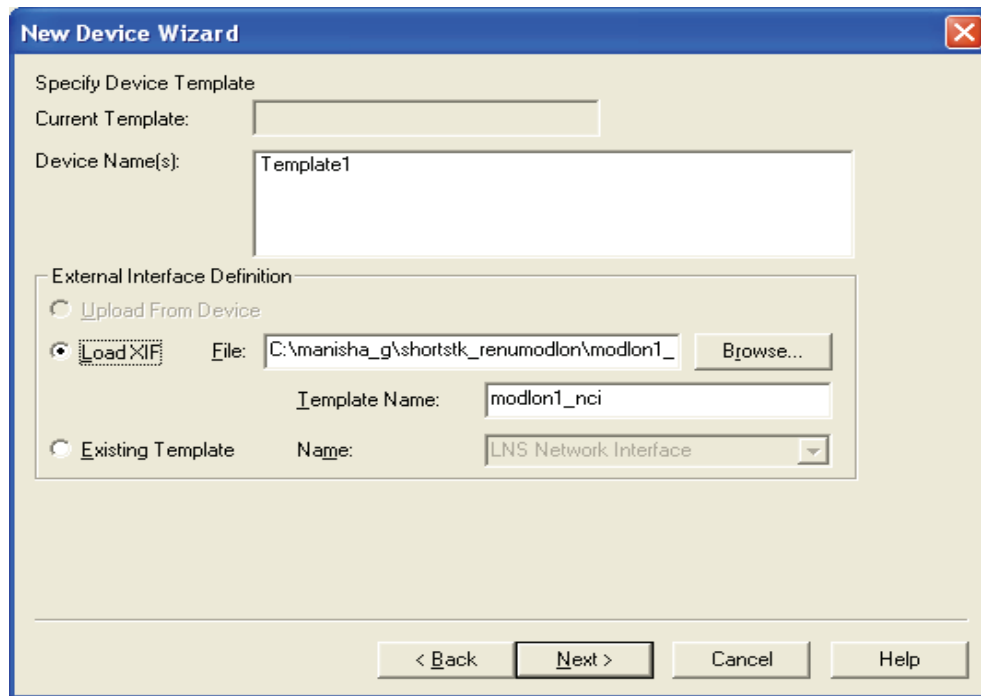 New Device Wizard
Specify Device Template
Current Template:
Device Name(s):
Template1
External Interface Definition
Upload From Device
Load XIF File: C:\manisha_g\shortstk_renumodlon\modlon1_ Browse...
Template Name: modlon1_nci
Existing Template Name: LNS Network Interface
< Back Next > Cancel Help